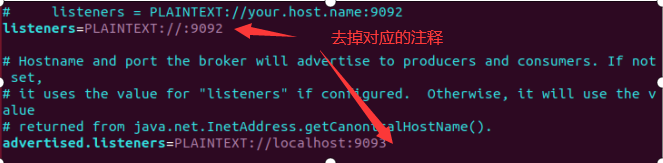 #     listeners = PLAINTEXT://your.host.name:9092
listeners=PLAINTEXT://:9092
去掉对应的注释
# Hostname and port the broker will advertise to producers and consumers. If not
 set,
# it uses the value for "listeners" if configured.  Otherwise, it will use the v
alue
# returned from java.net.InetAddress.getCanonicalHostName().
advertised.listeners=PLAINTEXT://localhost:9093